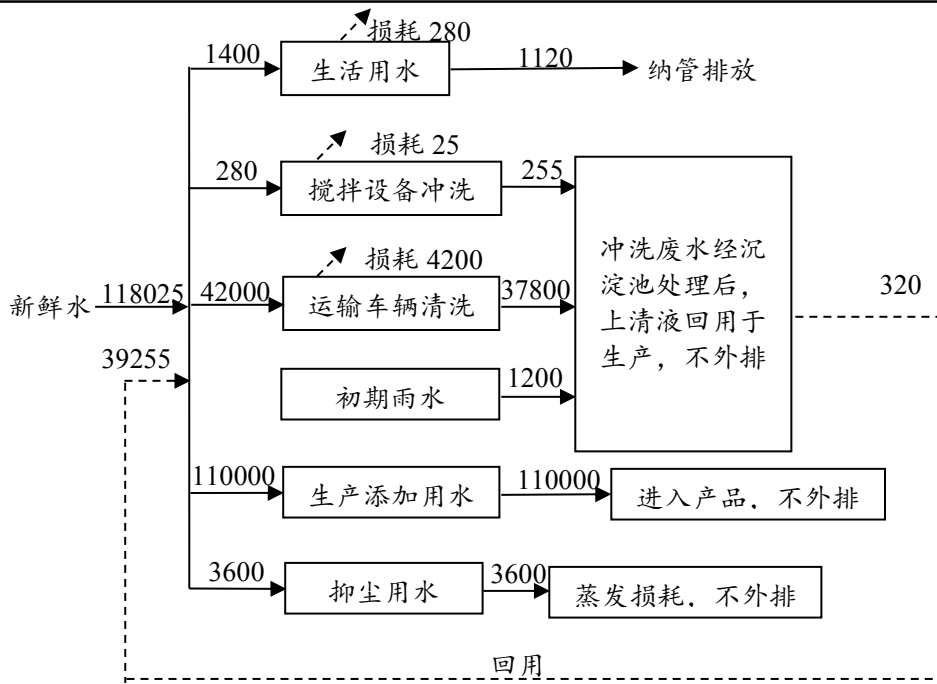 损耗 280
1400
生活用水
1120
纳管排放
损耗 25
280
搅拌设备冲洗
255
冲洗废水经沉
淀池处理后，
上清液回用于
生产，不外排
320
损耗 4200
新鲜水
118025
42000
运输车辆清洗
37800
39255
初期雨水
1200
110000
生产添加用水
110000
进入产品，不外排
3600
抑尘用水
3600
蒸发损耗，不外排
回用